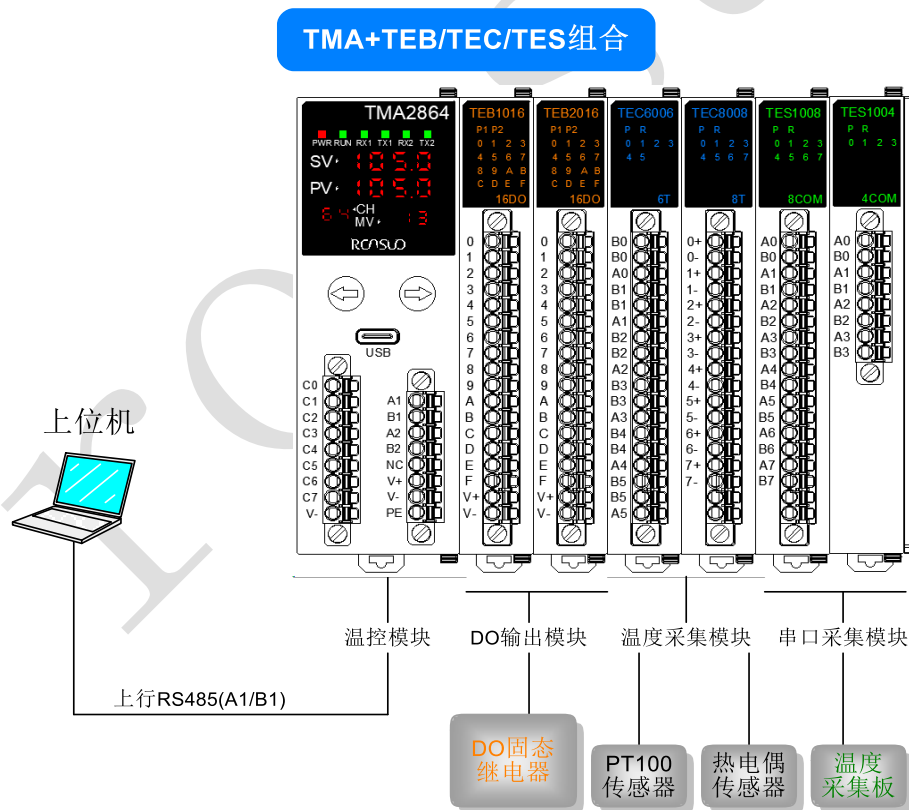 TMA+TEB/TEC/TES组合
TMA2864
PWR RUN RX1 TX1 RX2 TX2
SV 105.0
PV 105.0
64 CH MV 13
USB
C0
C1
C2
C3
C4
C5
C6
C7
V-
A1
B1
A2
B2
NC
V+
V-
PE
TEB1016
P1 P2
0 1 2 3
4 5 6 7
8 9 A B
C D E F
16DO
0
1
2
3
4
5
6
7
8
9
A
B
C
D
E
F
V+
V-
TEB2016
P1 P2
0 1 2 3
4 5 6 7
8 9 A B
C D E F
16DO
0
1
2
3
4
5
6
7
8
9
A
B
C
D
E
F
V+
V-
TEC6006
P R
0 1 2 3
4 5
6T
B0
B0
A0
B1
B1
A1
B2
B2
A2
B3
B3
A3
B4
B4
A4
B5
B5
A5
TEC8008
P R
0 1 2 3
4 5 6 7
8T
0+
0-
1+
1-
2+
2-
3+
3-
4+
4-
5+
5-
6+
6-
7+
7-
TES1008
P R
0 1 2 3
4 5 6 7
8COM
A0
B0
A1
B1
A2
B2
A3
B3
A4
B4
A5
B5
A6
B6
A7
B7
TES1004
P R
0 1 2 3
4COM
A0
B0
A1
B1
A2
B2
A3
B3
上位机
温控模块
DO输出模块
温度采集模块
串口采集模块
上行RS485(A1/B1)
DO固态
继电器
PT100
传感器
热电偶
传感器
温度
采集板